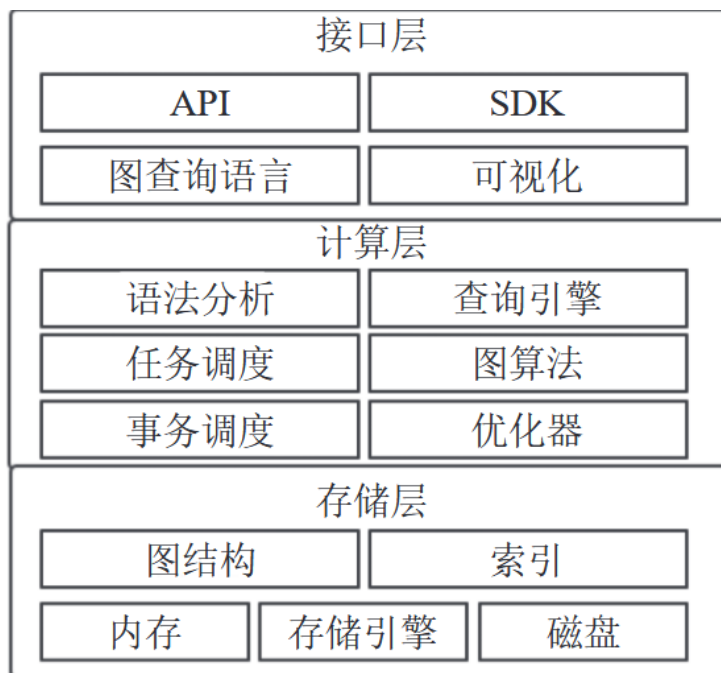 接口层
API SDK
图查询语言 可视化
计算层
语法分析 查询引擎
任务调度 图算法
事务调度 优化器
存储层
图结构 索引
内存 存储引擎 磁盘